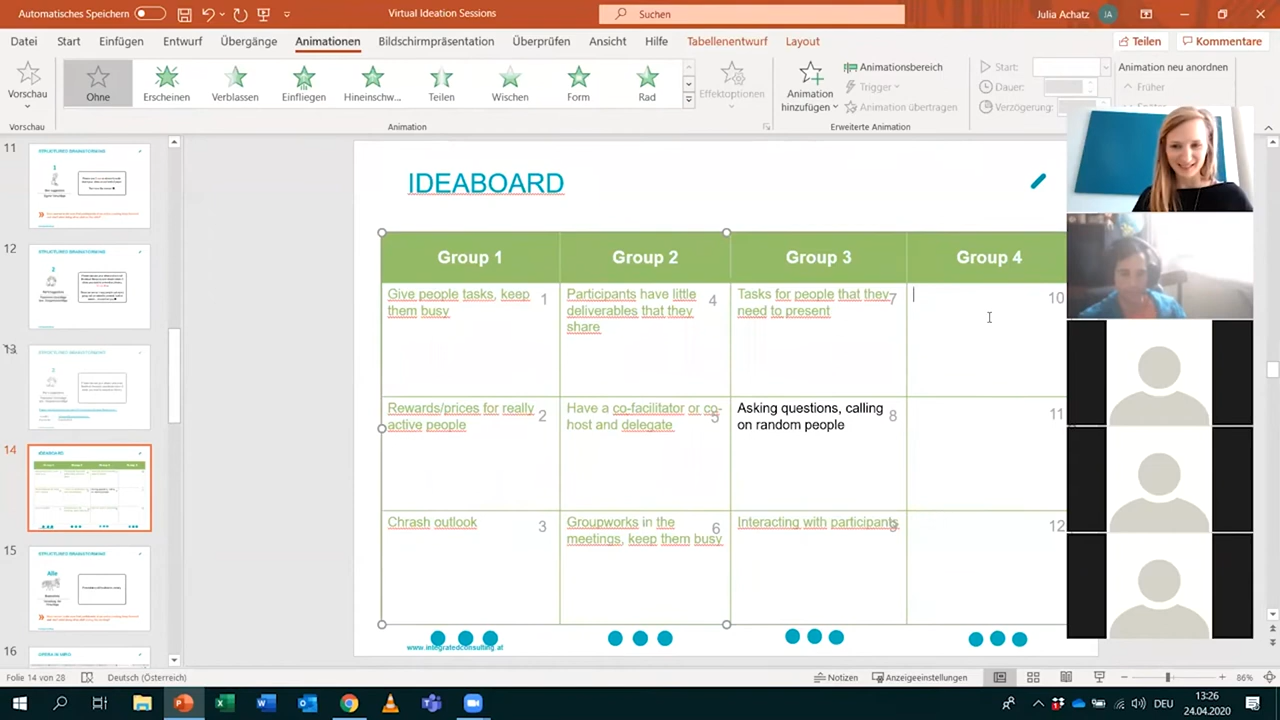 Automatisches Speichern
Virtual Ideation Sessions
Suchen
Julia Achatz
JA
Datei
Start
Einfügen
Entwurf
Übergänge
Animationen
Bildschirmpräsentation
Überprüfen
Ansicht
Hilfe
Tabellenentwurf
Layout
Teilen
Kommentare
Vorschau
Ohne
Erscheinen
Verblassen
Einfliegen
Hineinschw...
Teilen
Wischen
Form
Rad
Effektoptionen
Animation
hinzufügen
Animationsbereich
Trigger
Animation übertragen
Start:
Dauer:
Verzögerung:
Animation neu anordnen
Früher
Später
Vorschau
Animation
Erweiterte Animation
11
12
13
14
15
16
IDEABOARD
Group 1
Group 2
Group 3
Group 4
Give people tasks, keep
them busy
1
Participants have little
deliverables that they
share
4
Tasks for people that they
need to present
7
10
Rewards/prices for really
active people
2
Have a co-facilitator or co-
host and delegate
5
Asking questions, calling
on random people
8
11
Chrash outlook
3
Groupworks in the
meetings, keep them busy
6
Interacting with participants
9
12
www.integratedconsulting.at
Folie 14 von 28
Deutsch (Österreich)
Notizen
Anzeigeeinstellungen
86%
DEU
13:26
24.04.2020